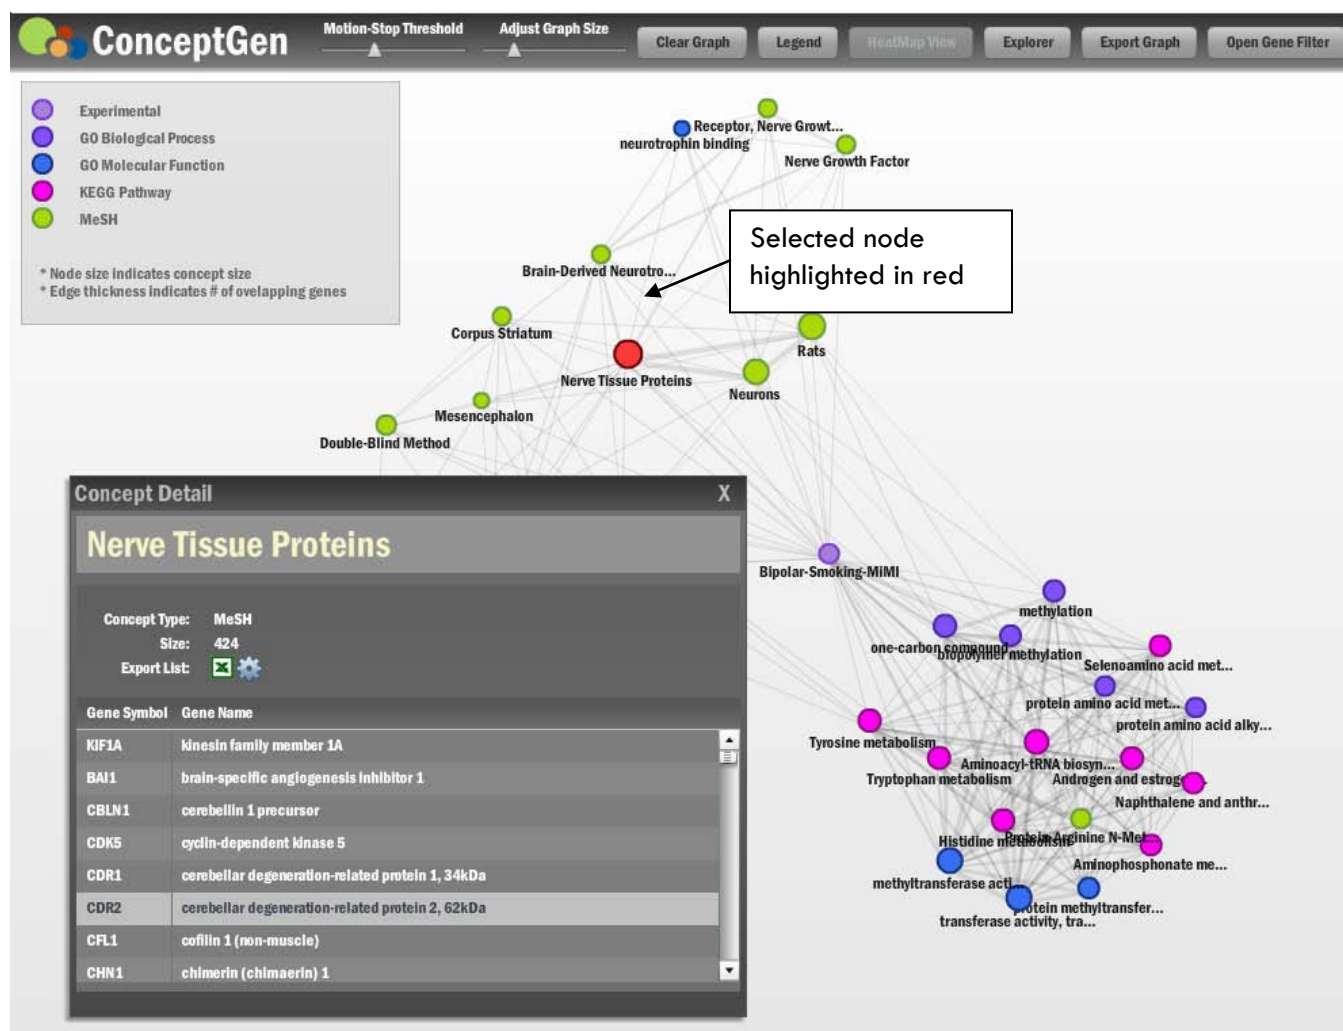 ConceptGen
Motion-Stop Threshold
Adjust Graph Size
Clear Graph
Legend
HeatMap View
Explorer
Export Graph
Open Gene Filter
Experimental
GO Biological Process
GO Molecular Function
KEGG Pathway
MeSH
* Node size indicates concept size
* Edge thickness indicates # of ovelapping genes
Receptor, Nerve Growt...
neurotrophin binding
Nerve Growth Factor
Selected node
highlighted in red
Brain-Derived Neurotro...
Corpus Striatum
Rats
Nerve Tissue Proteins
Neurons
Mesencephalon
Double-Blind Method
Bipolar-Smoking-MiMI
methylation
one-carbon compound
biopolymer methylation
Selenoamino acid met...
protein amino acid met...
protein amino acid alky...
Tyrosine metabolism
Aminoacyl-tRNA biosyn...
Tryptophan metabolism
Androgen and estroge
Naphthalene and anthr...
Histidine metabolism
Protein-Arginine N-Met...
Aminophosphonate me...
methyltransferase acti...
protein methyltransfer...
transferase activity, tra...
Concept Detail
X
Nerve Tissue Proteins
Concept Type: MeSH
Size: 424
Export List:
Gene Symbol Gene Name
KIF1A kinesin family member 1A
BAI1 brain-specific angiogenesis inhibitor 1
CBLN1 cerebellin 1 precursor
CDK5 cyclin-dependent kinase 5
CDR1 cerebellar degeneration-related protein 1, 34kDa
CDR2 cerebellar degeneration-related protein 2, 62kDa
CFL1 cofilin 1 (non-muscle)
CHN1 chimerin (chimaerin) 1